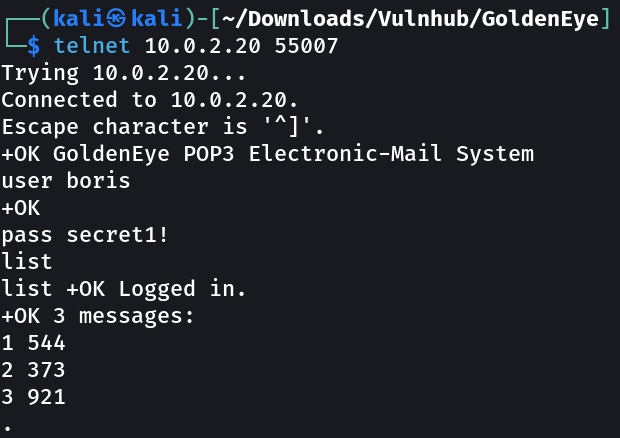 ┌──(kali㉿kali)-[~/Downloads/Vulnhub/GoldenEye]
└─$ telnet 10.0.2.20 55007
Trying 10.0.2.20...
Connected to 10.0.2.20.
Escape character is '^]'.
+OK GoldenEye POP3 Electronic-Mail System
user boris
+OK
pass secret1!
list
list +OK Logged in.
+OK 3 messages:
1 544
2 373
3 921
.